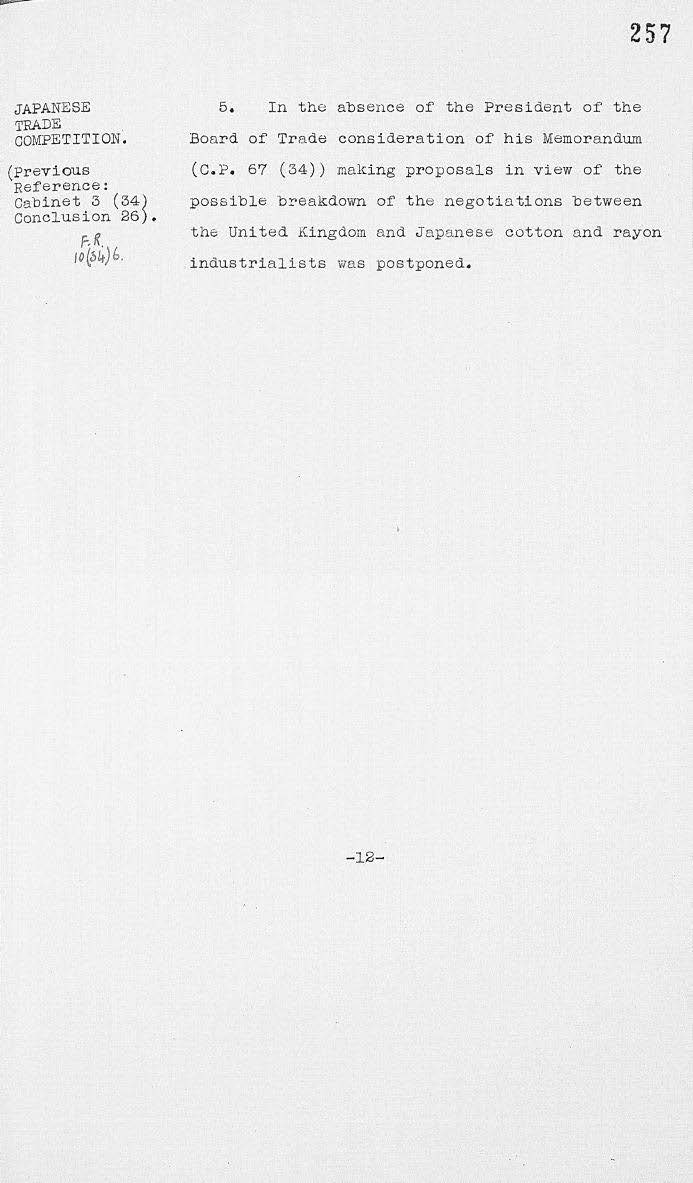 257
JAPANESE
TRADE
COMPETITION.
(Previous
Reference:
Cabinet 3 (34)
Conclusion 26).
F.R.
10(34)6.
5. In the absence of the President of the
Board of Trade consideration of his Memorandum
(C.P. 67 (34)) making proposals in view of the
possible breakdown of the negotiations between
the United Kingdom and Japanese cotton and rayon
industrialists was postponed.
-12-